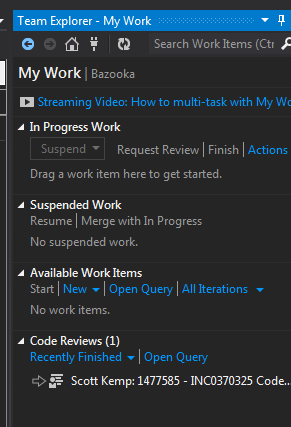 Team Explorer - My Work
Search Work Items (Ctr
My Work | Bazooka
Streaming Video: How to multi-task with My Wo
In Progress Work
Suspend Request Review | Finish | Actions
Drag a work item here to get started.
Suspended Work
Resume | Merge with In Progress
No suspended work.
Available Work Items
Start | New | Open Query | All Iterations
No work items.
Code Reviews (1)
Recently Finished | Open Query
Scott Kemp: 1477585 - INC0370325 Code...